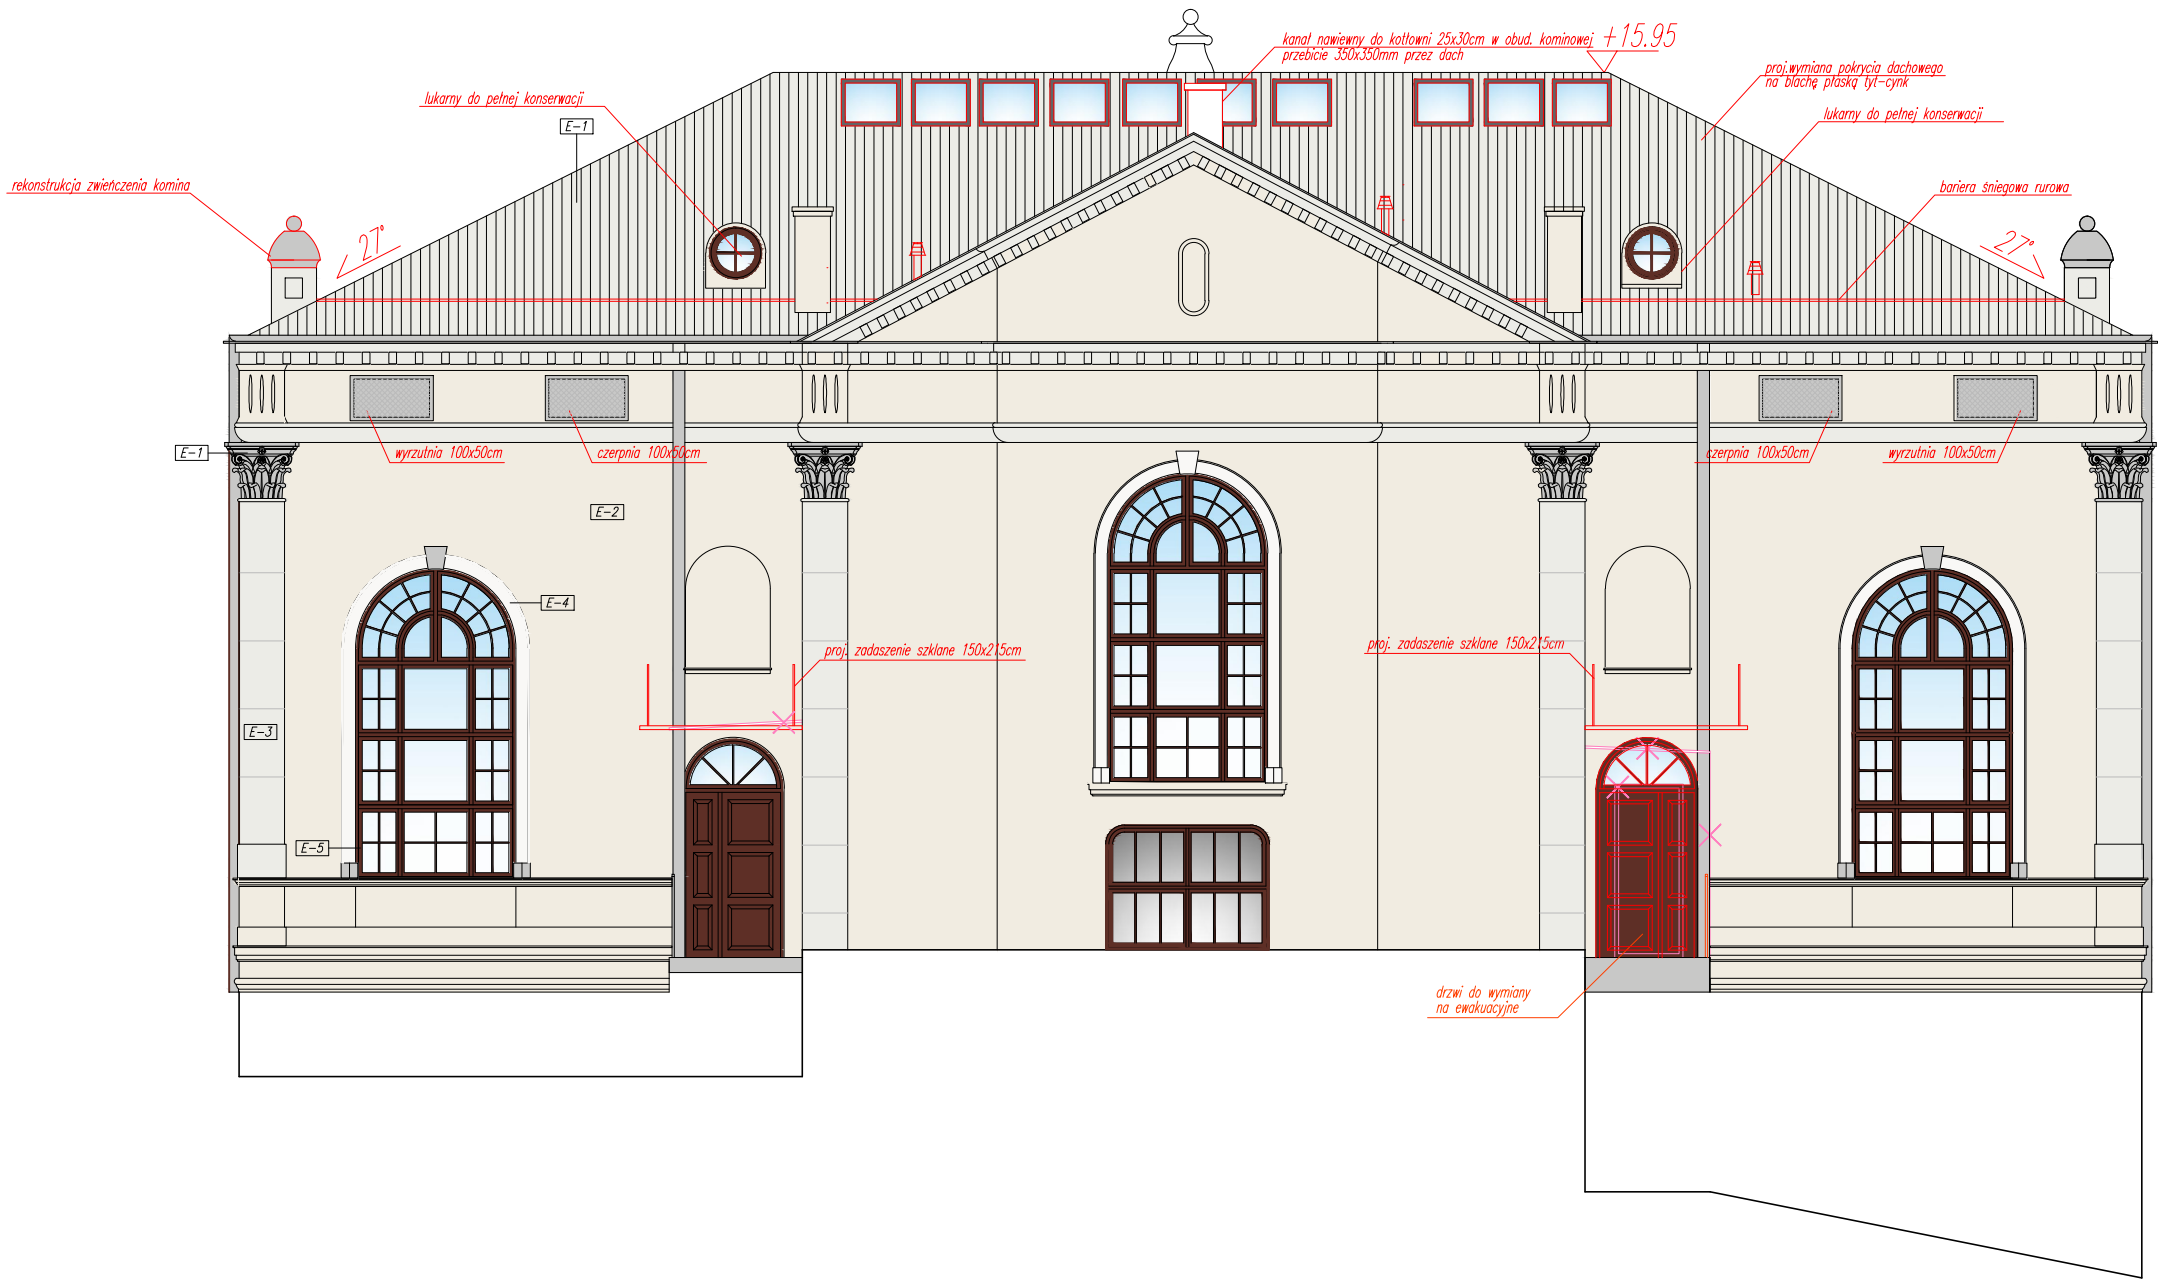 kanał nawiewny do kotłowni 25x30cm w obud. kominowej
przebicie 350x350mm przez dach
+15.95
proj.wymiana pokrycia dachowego
na blachę płaską tyt-cynk
lukarny do pełnej konserwacji
lukarny do pełnej konserwacji
E-1
rekonstrukcja zwieńczenia komina
bariera śniegowa rurowa
27°
27°
E-1
wyrzutnia 100x50cm
czerpnia 100x50cm
czerpnia 100x50cm
wyrzutnia 100x50cm
E-2
E-4
proj. zadaszenie szklane 150x215cm
proj. zadaszenie szklane 150x215cm
E-3
E-5
drzwi do wymiany
na ewakuacyjne